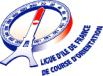 LIGUE D'ILE DE FRANCE
DE COURSE D'ORIENTATION